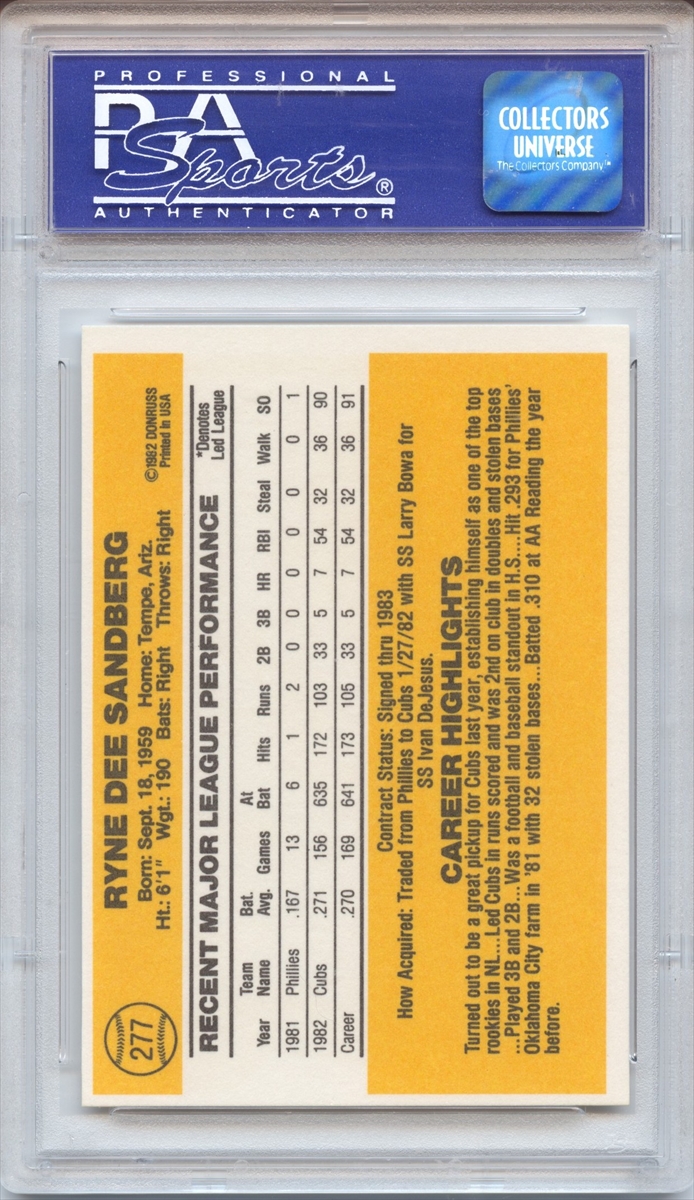 PROFESSIONAL
PSA
Sports®
AUTHENTICATOR
COLLECTORS
UNIVERSE
The Collectors Company™
277
RYNE DEE SANDBERG
Born: Sept. 18, 1959 Home: Tempe, Ariz.
Ht.: 6'1" Wgt.: 190 Bats: Right Throws: Right
©1982 DONRUSS
Printed in USA
RECENT MAJOR LEAGUE PERFORMANCE
*Denotes
Led League
Year Team Name Bat. Avg. Games At Bat Hits Runs 2B 3B HR RBI Steal Walk SO
1981 Phillies .167 13 6 1 2 0 0 0 0 0 0 1
1982 Cubs .271 156 635 172 103 33 5 7 54 32 36 90
Career .270 169 641 173 105 33 5 7 54 32 36 91
Contract Status: Signed thru 1983
How Acquired: Traded from Phillies to Cubs 1/27/82 with SS Larry Bowa for
SS Ivan DeJesus.
CAREER HIGHLIGHTS
Turned out to be a great pickup for Cubs last year, establishing himself as one of the top
rookies in NL....Led Cubs in runs scored and was 2nd on club in doubles and stolen bases
...Played 3B and 2B...Was a football and baseball standout in H.S....Hit .293 for Phillies'
Oklahoma City farm in '81 with 32 stolen bases...Batted .310 at AA Reading the year
before.